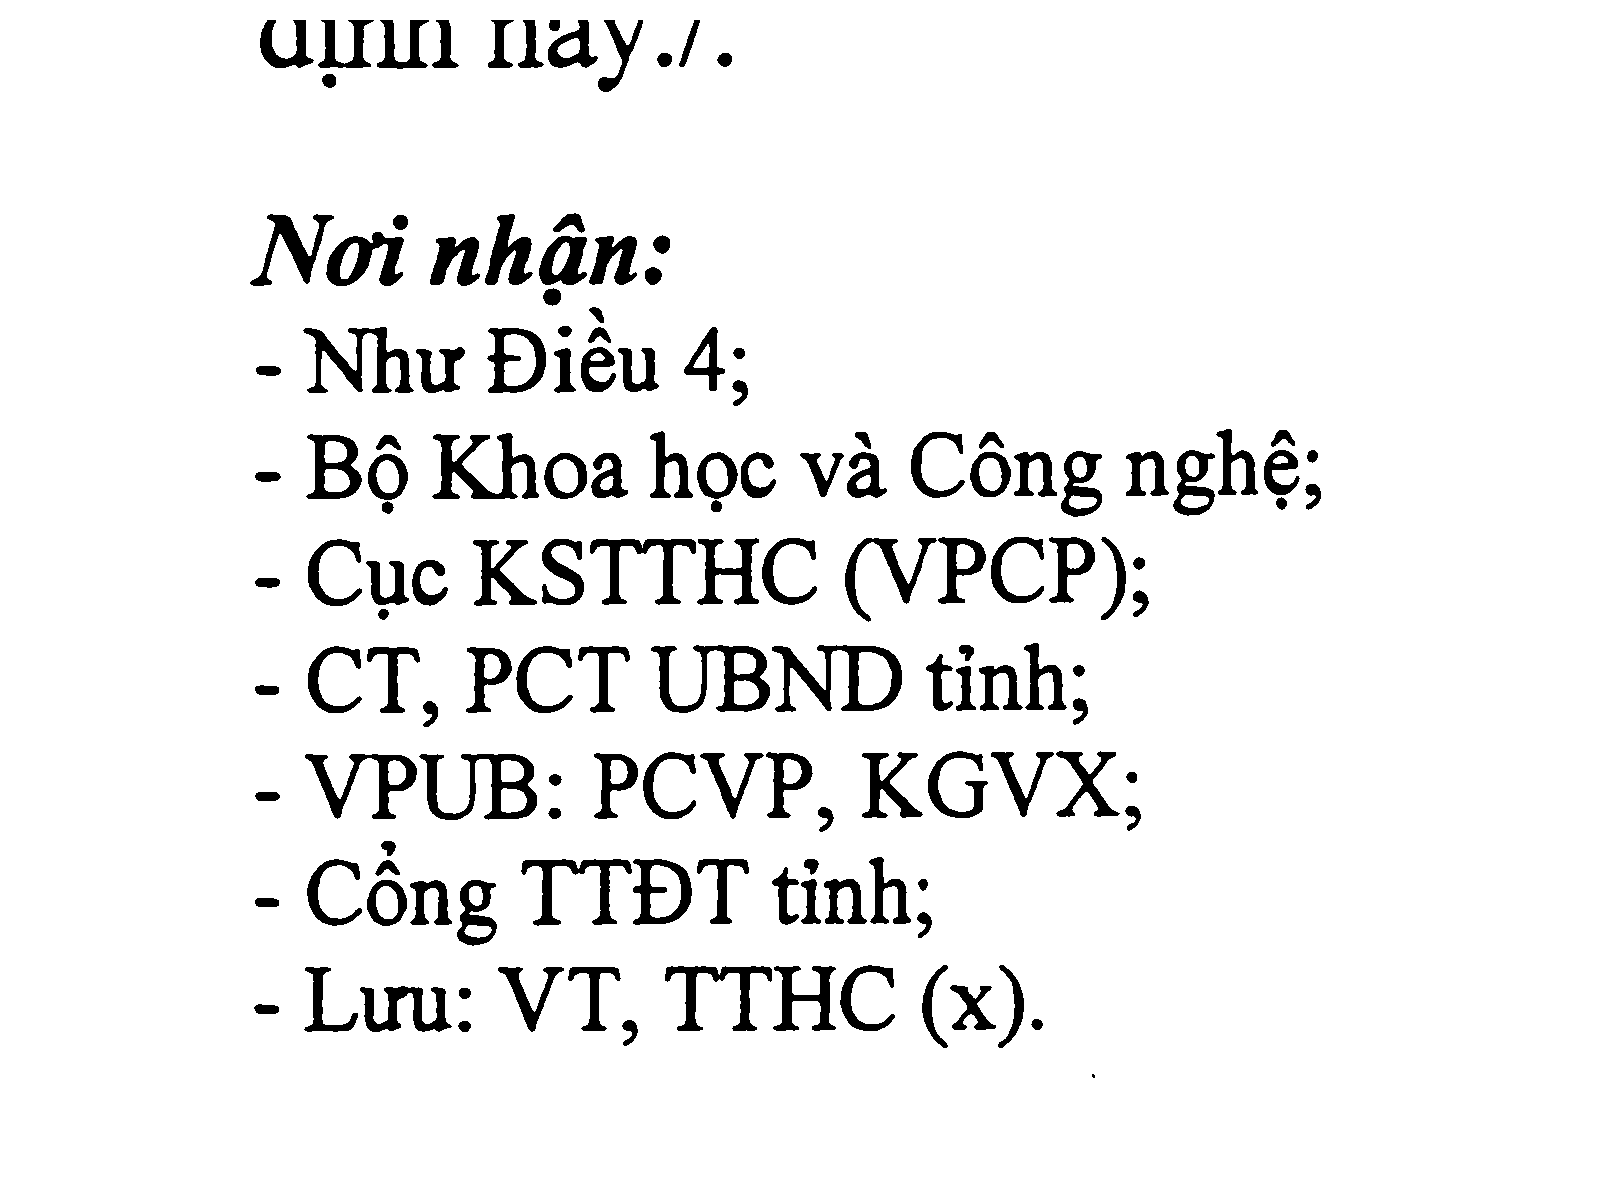 định này./.
Nơi nhận:
- Như Điều 4;
- Bộ Khoa học và Công nghệ;
- Cục KSTTHC (VPCP);
- CT, PCT UBND tỉnh;
- VPUB: PCVP, KGVX;
- Cổng TTĐT tỉnh;
- Lưu: VT, TTHC (x).